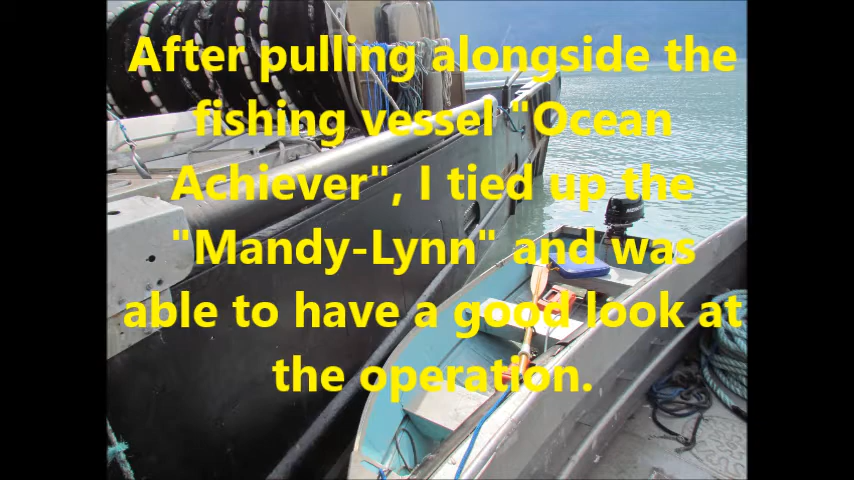 After pulling alongside the
fishing vessel "Ocean
Achiever", I tied up the
"Mandy-Lynn" and was
able to have a good look at
the operation.